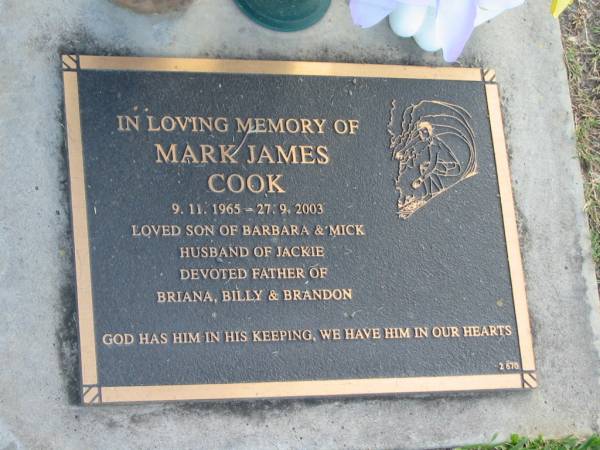 IN LOVING MEMORY OF
MARK JAMES
COOK
9. 11. 1965 – 27. 9. 2003
LOVED SON OF BARBARA & MICK
HUSBAND OF JACKIE
DEVOTED FATHER OF
BRIANA, BILLY & BRANDON
GOD HAS HIM IN HIS KEEPING, WE HAVE HIM IN OUR HEARTS
2 670